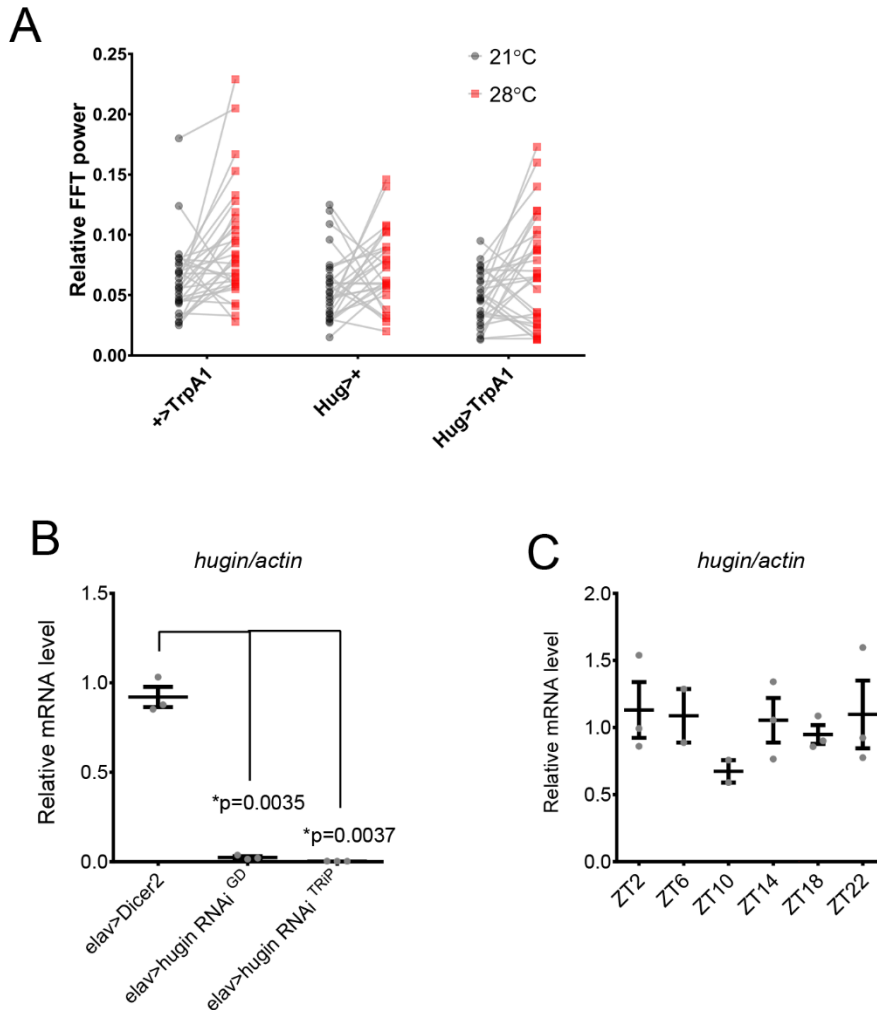 A
0.25
0.20
0.15
0.10
0.05
0.00
Relative FFT power
21°C
28°C
+>TrpA1
Hug>+
Hug>TrpA1
B
hugin/actin
1.5
1.0
0.5
0.0
Relative mRNA level
*p=0.0035
*p=0.0037
elav>Dicer2
elav>hugin RNAi GD
elav>hugin RNAi TRiP
C
hugin/actin
2.0
1.5
1.0
0.5
0.0
Relative mRNA level
ZT2
ZT6
ZT10
ZT14
ZT18
ZT22